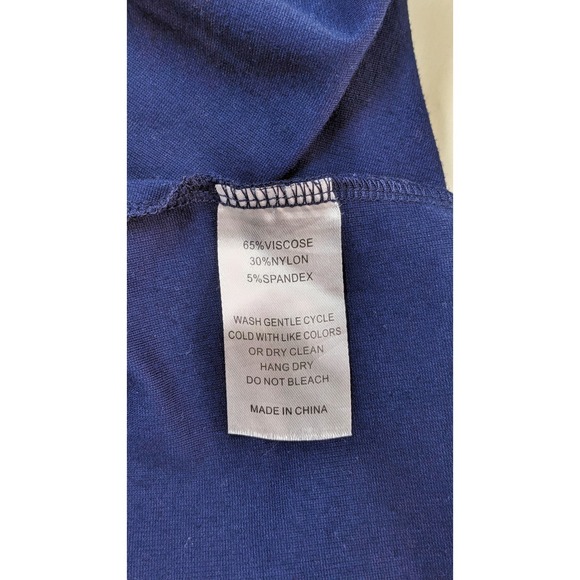 65%VISCOSE
30%NYLON
5%SPANDEX
WASH GENTLE CYCLE
COLD WITH LIKE COLORS
OR DRY CLEAN
HANG DRY
DO NOT BLEACH
MADE IN CHINA